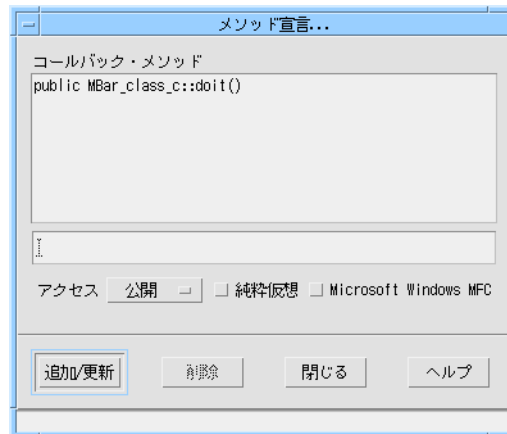 メソッド宣言...
コールバック・メソッド
public MBar_class_c::doit()
アクセス 公開 純粋仮想 Microsoft Windows MFC
追加/更新 削除 閉じる ヘルプ